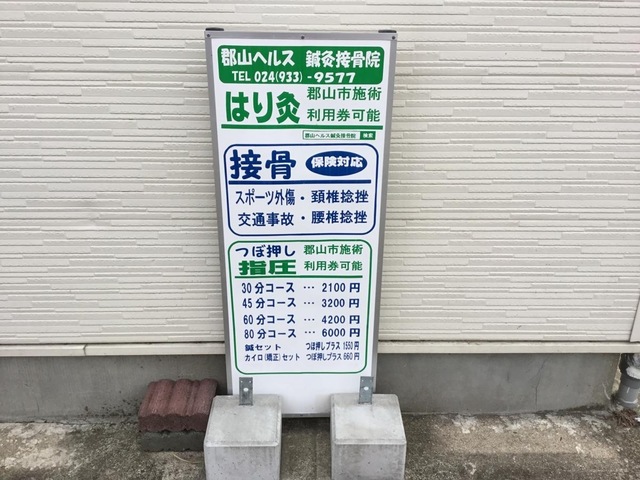 郡山ヘルス 鍼灸接骨院
TEL 024(933)-9577
はり灸 郡山市施術
利用券可能
郡山ヘルス鍼灸接骨院 検索
接骨 保険対応
スポーツ外傷・頚椎捻挫
交通事故・腰椎捻挫
つぼ押し 郡山市施術
指圧 利用券可能
30分コース … 2100円
45分コース … 3200円
60分コース … 4200円
80分コース … 6000円
鍼セット つぼ押しプラス 1550円
カイロ(矯正)セット つぼ押しプラス 660円